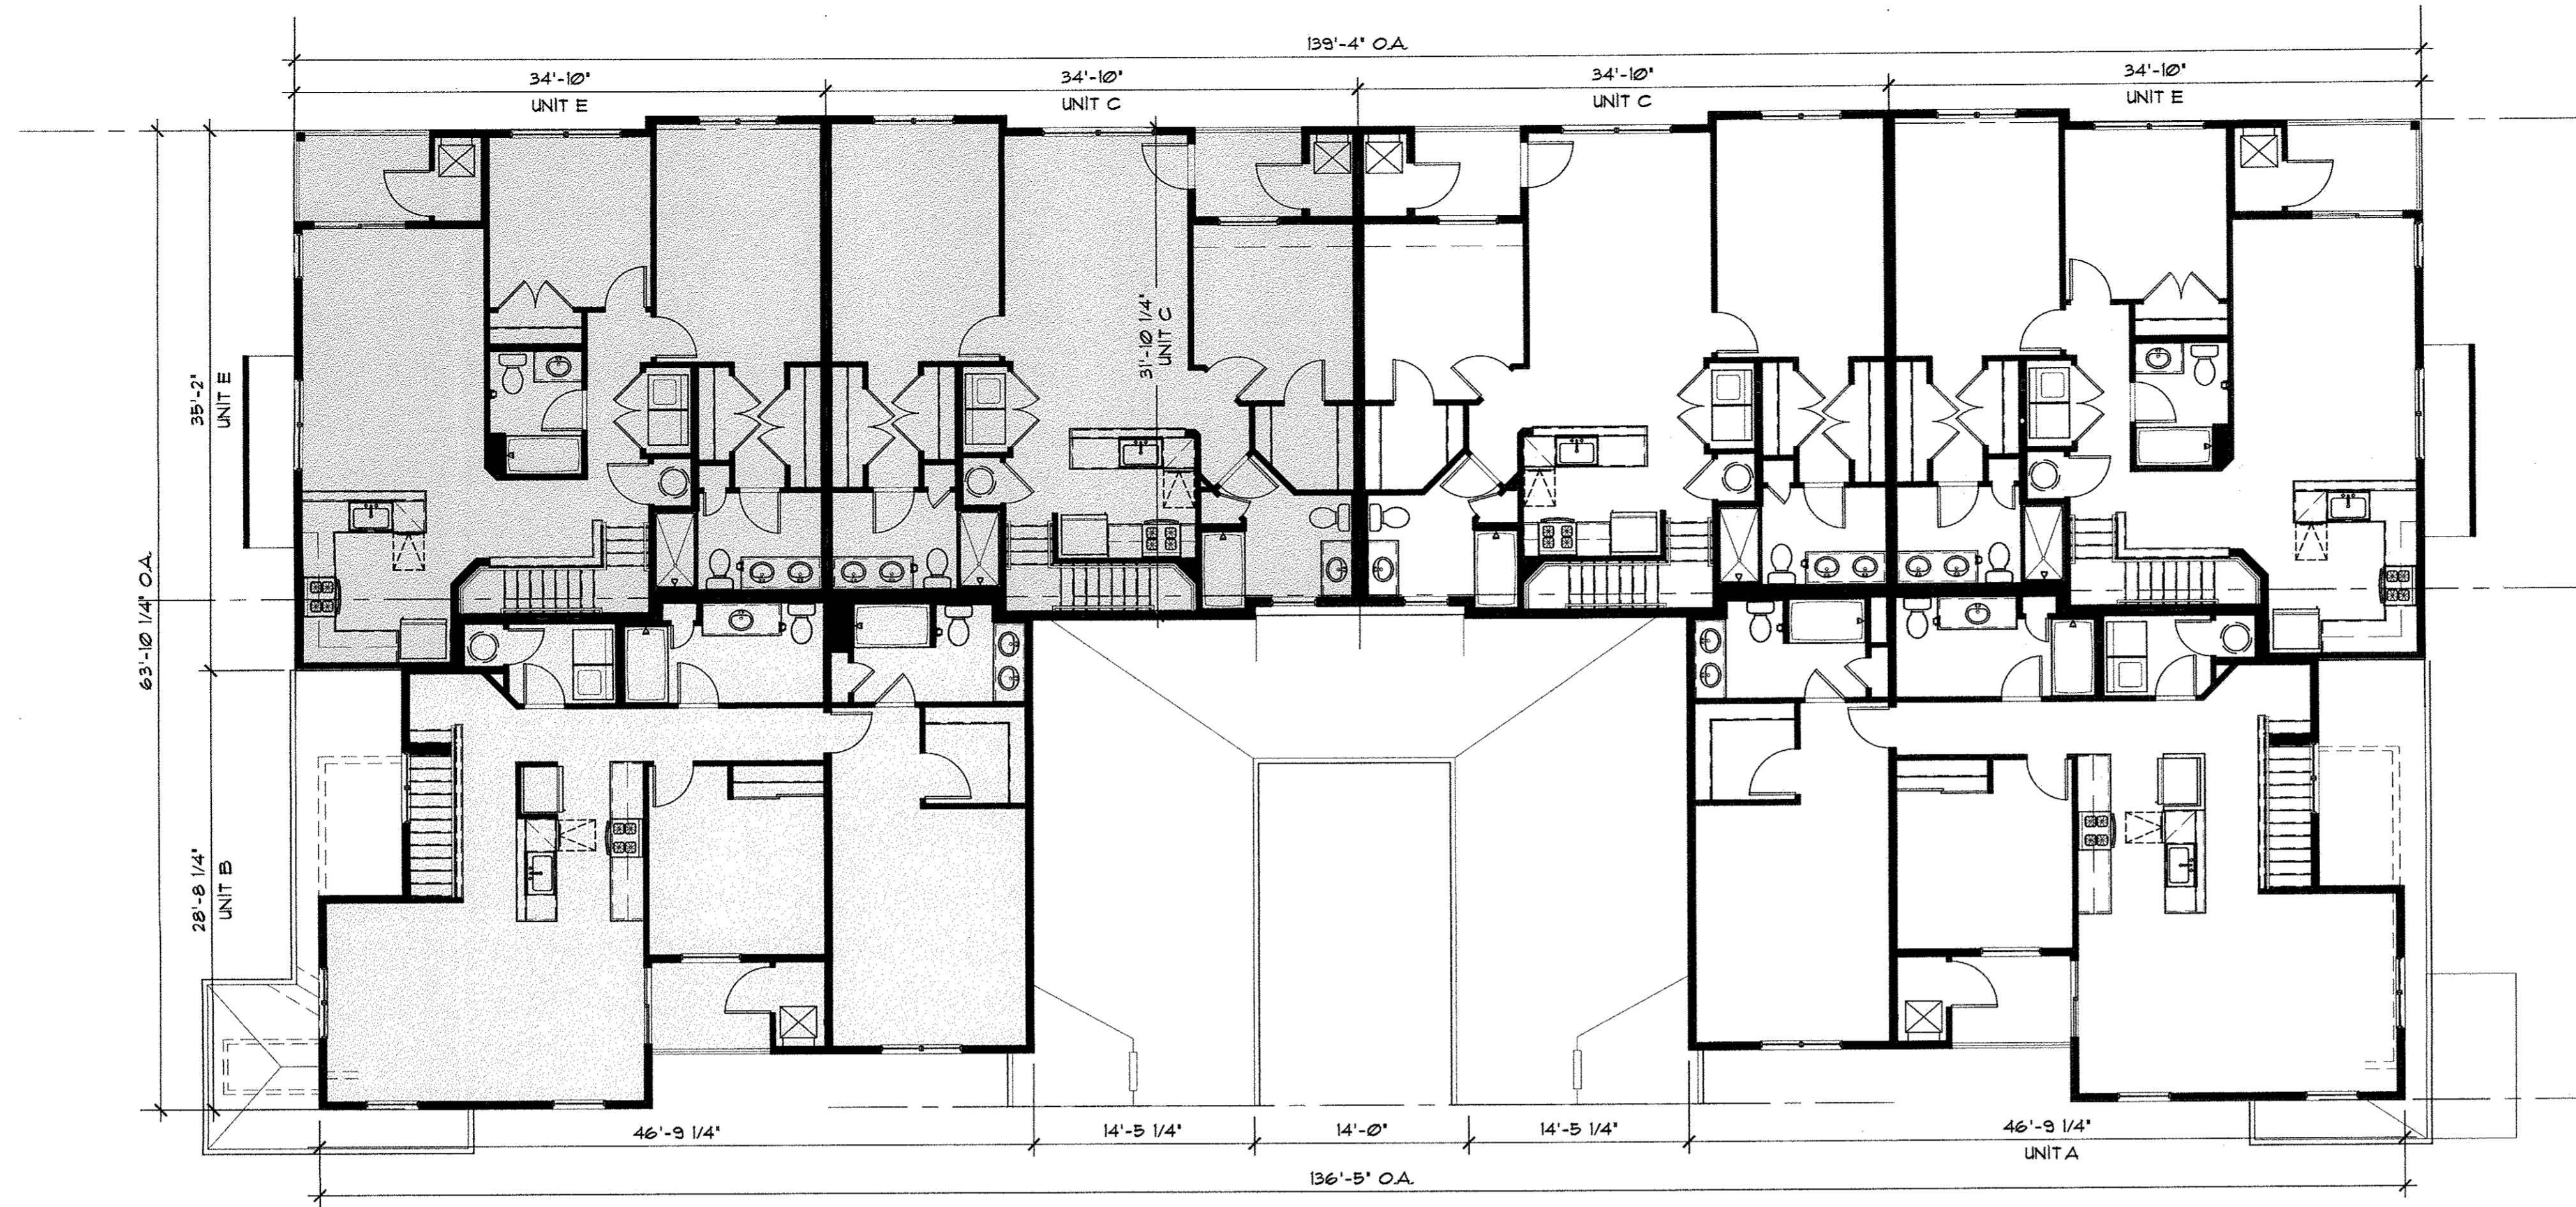 139'-4" O.A.
34'-10"
UNIT E
34'-10"
UNIT C
34'-10"
UNIT C
34'-10"
UNIT E
31'-10 1/4"
UNIT C
35'-2"
UNIT E
63'-10 1/4" O.A.
28'-8 1/4"
UNIT B
46'-9 1/4"
14'-5 1/4"
14'-0"
14'-5 1/4"
46'-9 1/4"
UNIT A
136'-5" O.A.